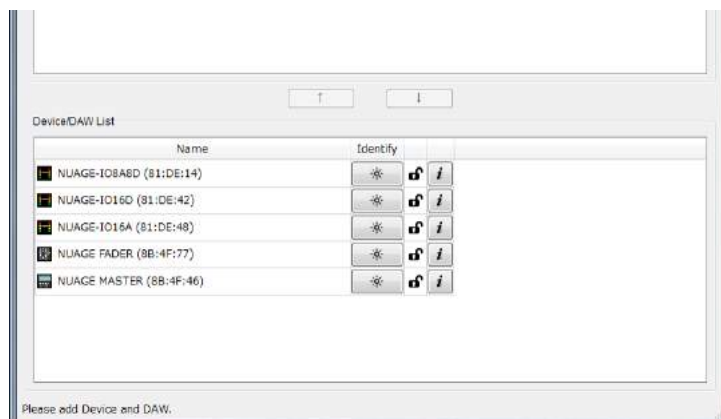 ↑ ↓
Device/DAW List
Name Identify
NUAGE-IO8A8D (81:DE:14) i
NUAGE-IO16D (81:DE:42) i
NUAGE-IO16A (81:DE:48) i
NUAGE FADER (8B:4F:77) i
NUAGE MASTER (8B:4F:46) i
Please add Device and DAW.